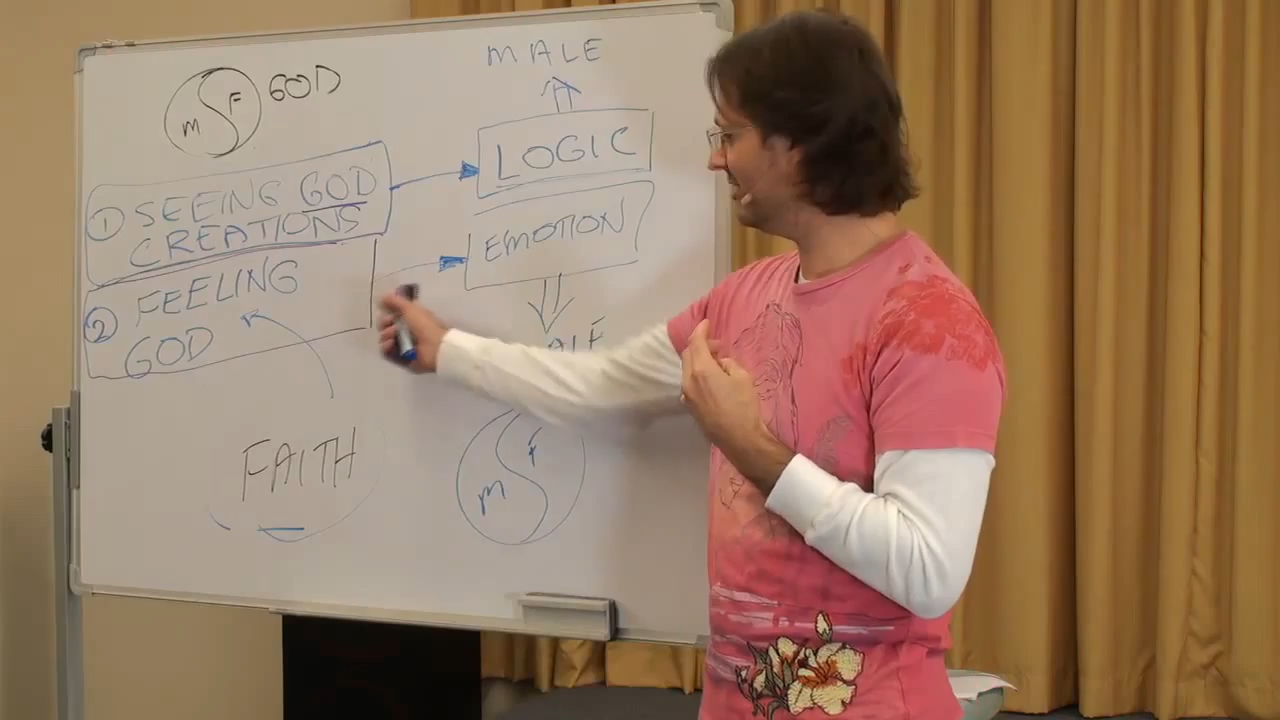 M F GOD
① SEEING GOD
CREATIONS
② FEELING
GOD
FAITH
MALE
LOGIC
EMOTION
M F